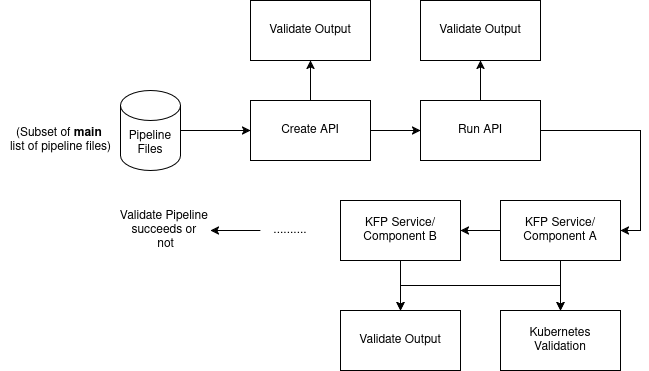 Validate Output
Validate Output
(Subset of main
list of pipeline files)
Pipeline
Files
Create API
Run API
Validate Pipeline
succeeds or
not
..........
KFP Service/
Component B
KFP Service/
Component A
Validate Output
Kubernetes
Validation